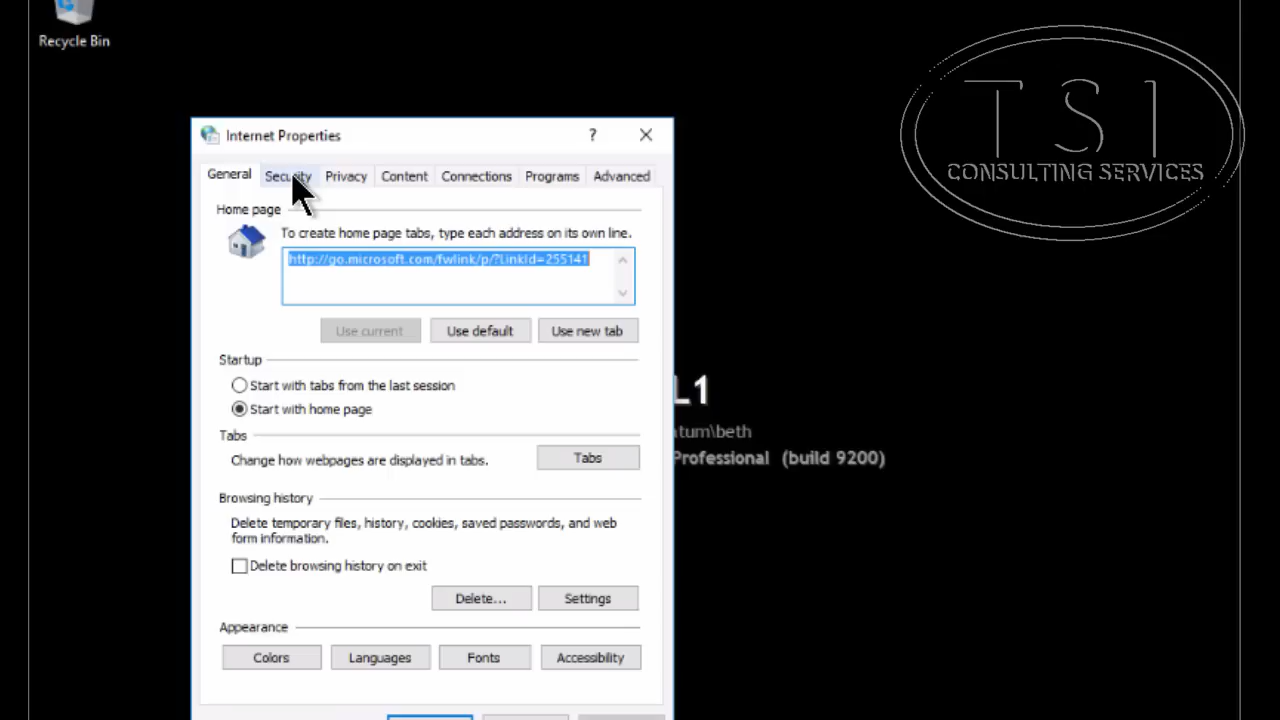 Recycle Bin
TSI
CONSULTING SERVICES
Internet Properties
?
General Security Privacy Content Connections Programs Advanced
Home page
To create home page tabs, type each address on its own line.
http://go.microsoft.com/fwlink/p/?LinkId=255141
Use current Use default Use new tab
Startup
Start with tabs from the last session
Start with home page
L1
tum\beth
Professional (build 9200)
Tabs
Change how webpages are displayed in tabs.
Tabs
Browsing history
Delete temporary files, history, cookies, saved passwords, and web
form information.
Delete browsing history on exit
Delete... Settings
Appearance
Colors Languages Fonts Accessibility